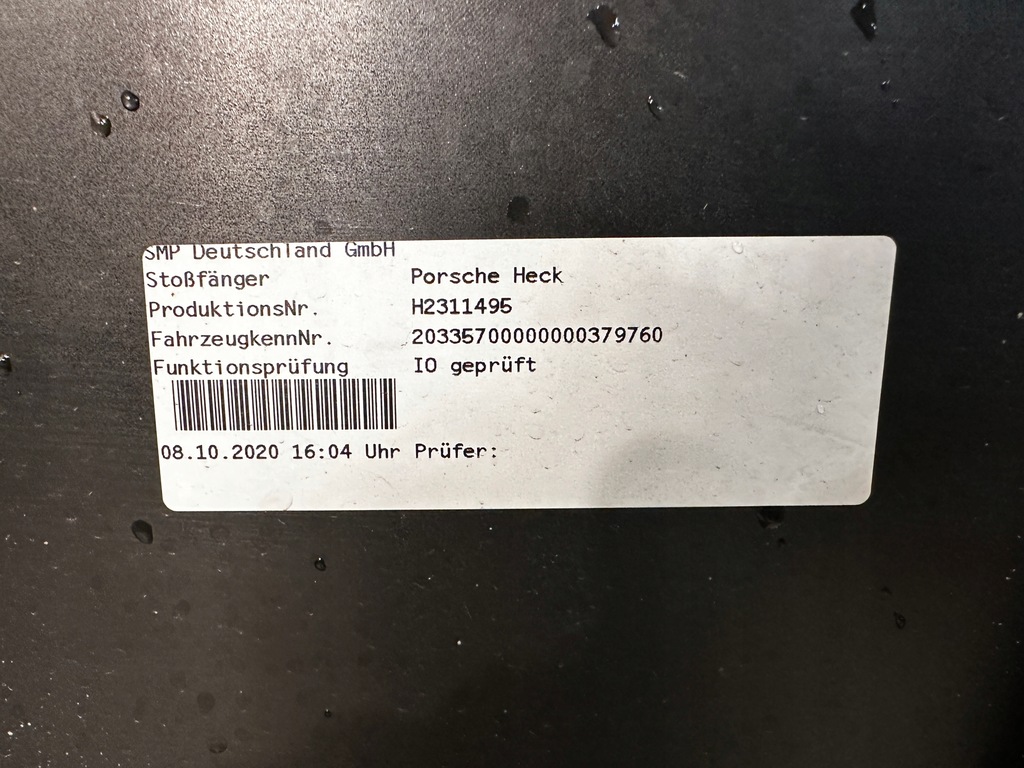 SMP Deutschland GmbH
Stoßfänger Porsche Heck
ProduktionsNr. H2311495
FahrzeugkennNr. 20335700000000379760
Funktionsprüfung IO geprüft
08.10.2020 16:04 Uhr Prüfer: